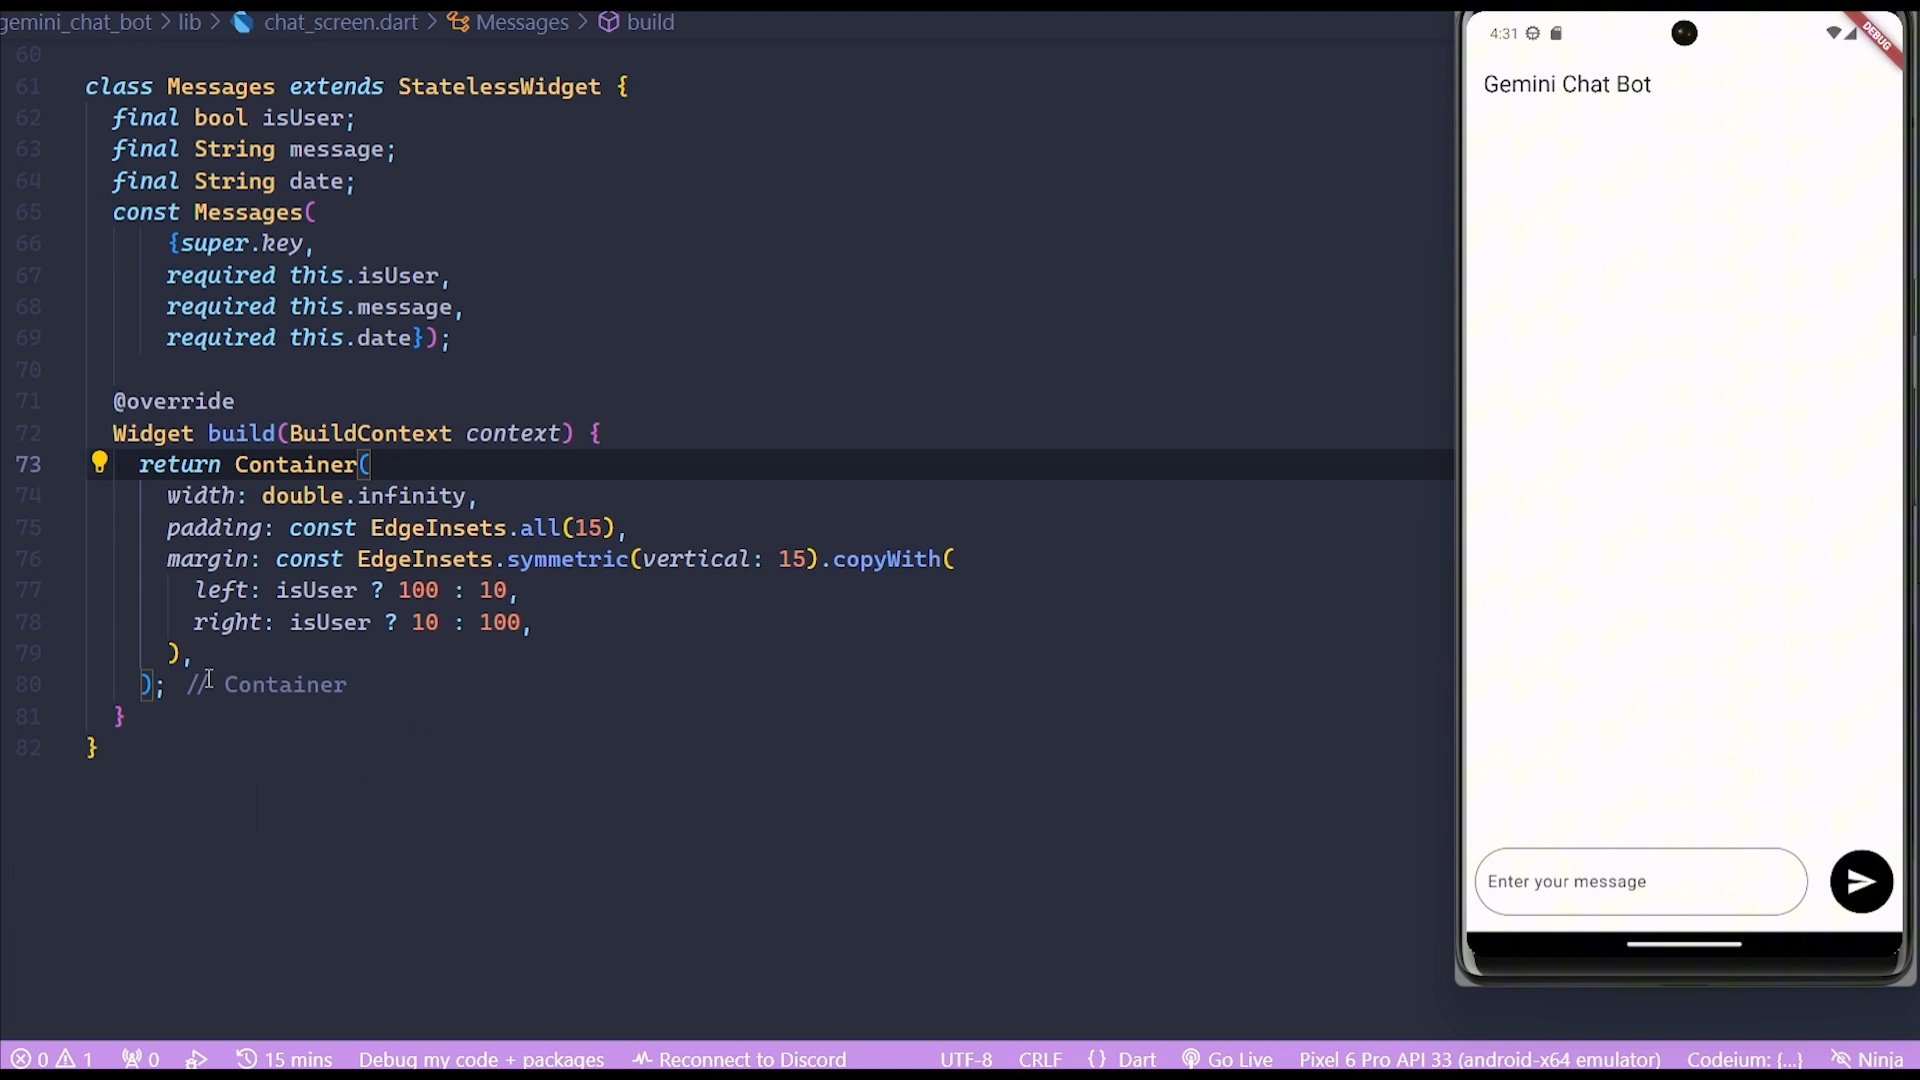 gemini_chat_bot > lib > chat_screen.dart > Messages > build
60
61 class Messages extends StatelessWidget {
62 final bool isUser;
63 final String message;
64 final String date;
65 const Messages(
66 {super.key,
67 required this.isUser,
68 required this.message,
69 required this.date});
70
71 @override
72 Widget build(BuildContext context) {
73 return Container(
74 width: double.infinity,
75 padding: const EdgeInsets.all(15),
76 margin: const EdgeInsets.symmetric(vertical: 15).copyWith(
77 left: isUser ? 100 : 10,
78 right: isUser ? 10 : 100,
79 ),
80 ); // Container
81 }
82 }
4:31
DEBUG
Gemini Chat Bot
Enter your message
0 1 0 15 mins Debug my code + packages Reconnect to Discord UTF-8 CRLF {} Dart Go Live Pixel 6 Pro API 33 (android-x64 emulator) Codeium: {...} Ninja